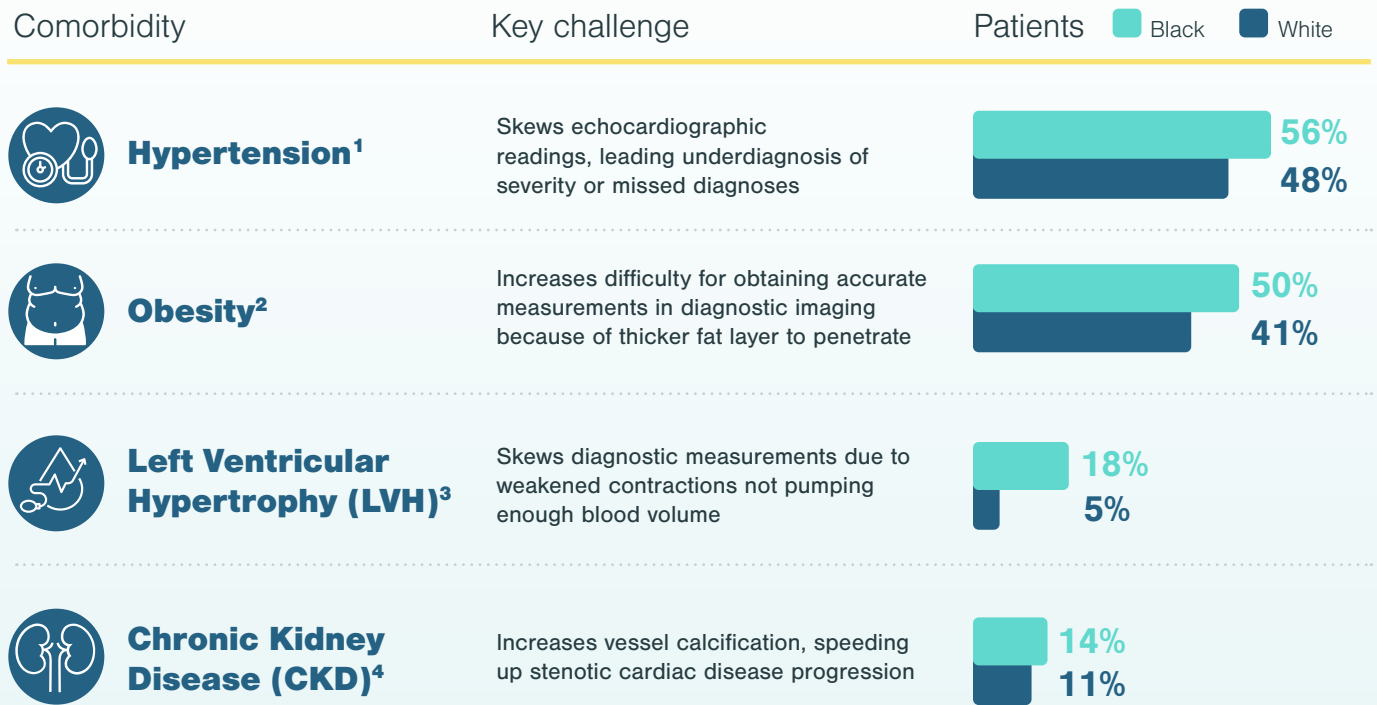 Comorbidity Key challenge Patients Black White
Hypertension¹
Skews echocardiographic
readings, leading underdiagnosis of
severity or missed diagnoses
56%
48%
Obesity²
Increases difficulty for obtaining accurate
measurements in diagnostic imaging
because of thicker fat layer to penetrate
50%
41%
Left Ventricular
Hypertrophy (LVH)³
Skews diagnostic measurements due to
weakened contractions not pumping
enough blood volume
18%
5%
Chronic Kidney
Disease (CKD)⁴
Increases vessel calcification, speeding
up stenotic cardiac disease progression
14%
11%